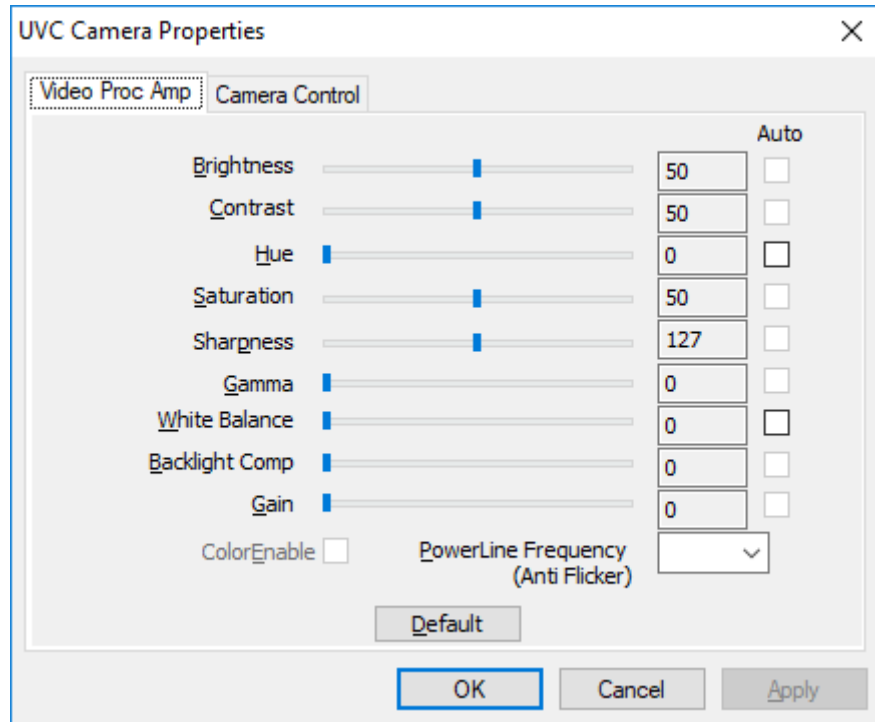 UVC Camera Properties
Video Proc Amp Camera Control
Auto
Brightness 50
Contrast 50
Hue 0
Saturation 50
Sharpness 127
Gamma 0
White Balance 0
Backlight Comp 0
Gain 0
ColorEnable PowerLine Frequency
(Anti Flicker)
Default
OK Cancel Apply